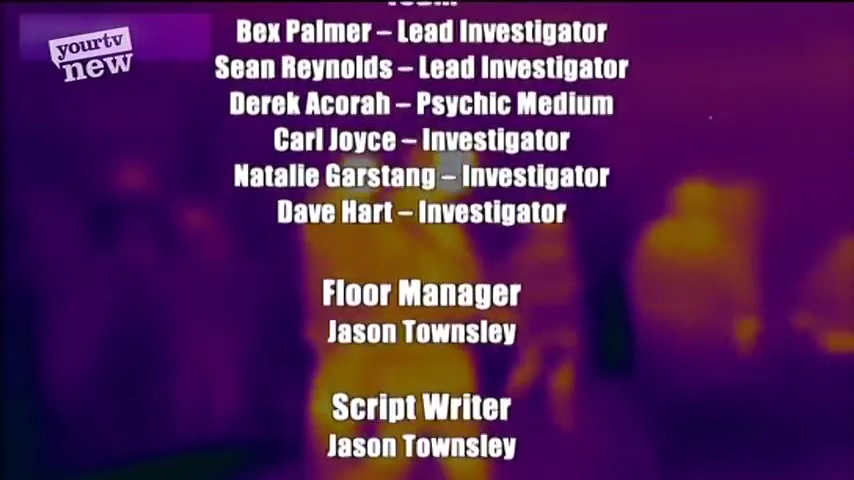 Team
Bex Palmer – Lead Investigator
yourtv
new
Sean Reynolds – Lead Investigator
Derek Acorah – Psychic Medium
Carl Joyce – Investigator
Natalie Garstang – Investigator
Dave Hart – Investigator
Floor Manager
Jason Townsley
Script Writer
Jason Townsley